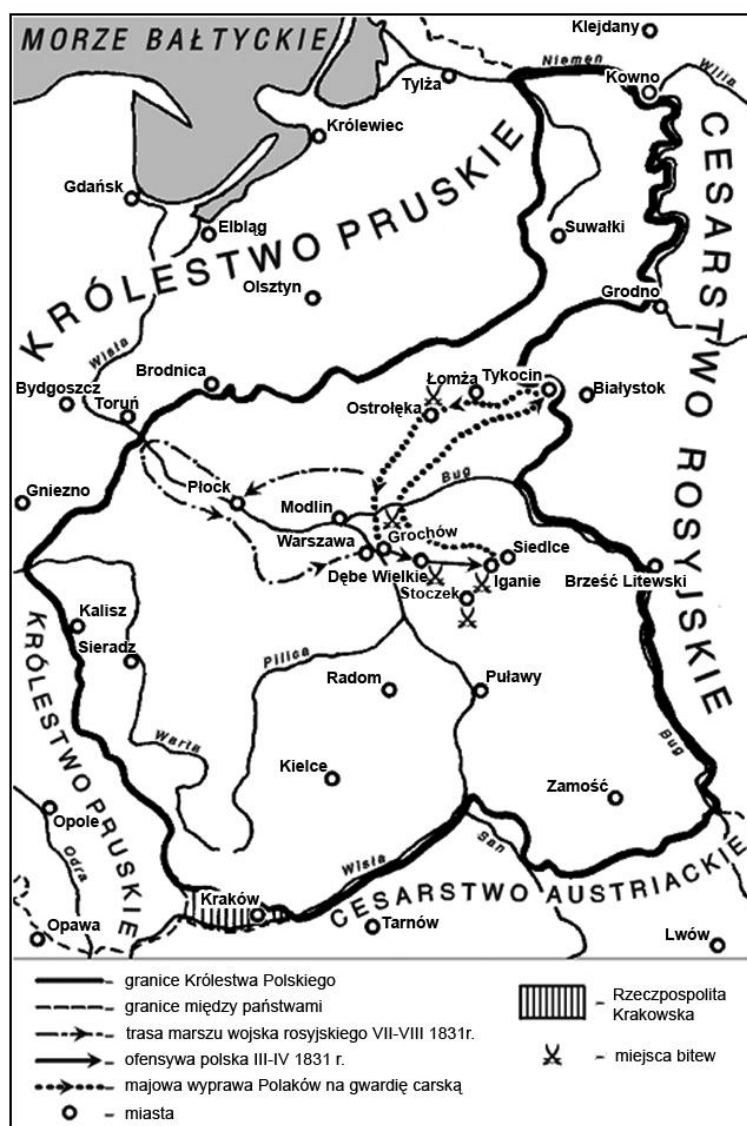 MORZE BAŁTYCKIE
Klejdany
Niemen
Tylża
Kowno
Wilia
Królewiec
CESARSTWO ROSYJSKIE
Gdańsk
Elbląg
Suwałki
KRÓLESTWO PRUSKIE
Olsztyn
Grodno
Wisła
Brodnica
Bydgoszcz
Toruń
Łomża
Tykocin
Białystok
Ostrołęka
Gniezno
Płock
Modlin
Bug
Warszawa
Grochów
Siedlce
Dębe Wielkie
Iganie
Brześć Litewski
Stoczek
Kalisz
Sieradz
KRÓLESTWO PRUSKIE
Pilica
Radom
Puławy
Warta
Bug
Kielce
Zamość
Opole
Odra
Wisła
San
Kraków
CESARSTWO AUSTRIACKIE
Opawa
Tarnów
Lwów
- granice Królestwa Polskiego
- granice między państwami
- trasa marszu wojska rosyjskiego VII-VIII 1831r.
- ofensywa polska III-IV 1831 r.
- majowa wyprawa Polaków na gwardię carską
- miasta
- Rzeczpospolita
Krakowska
- miejsca bitew